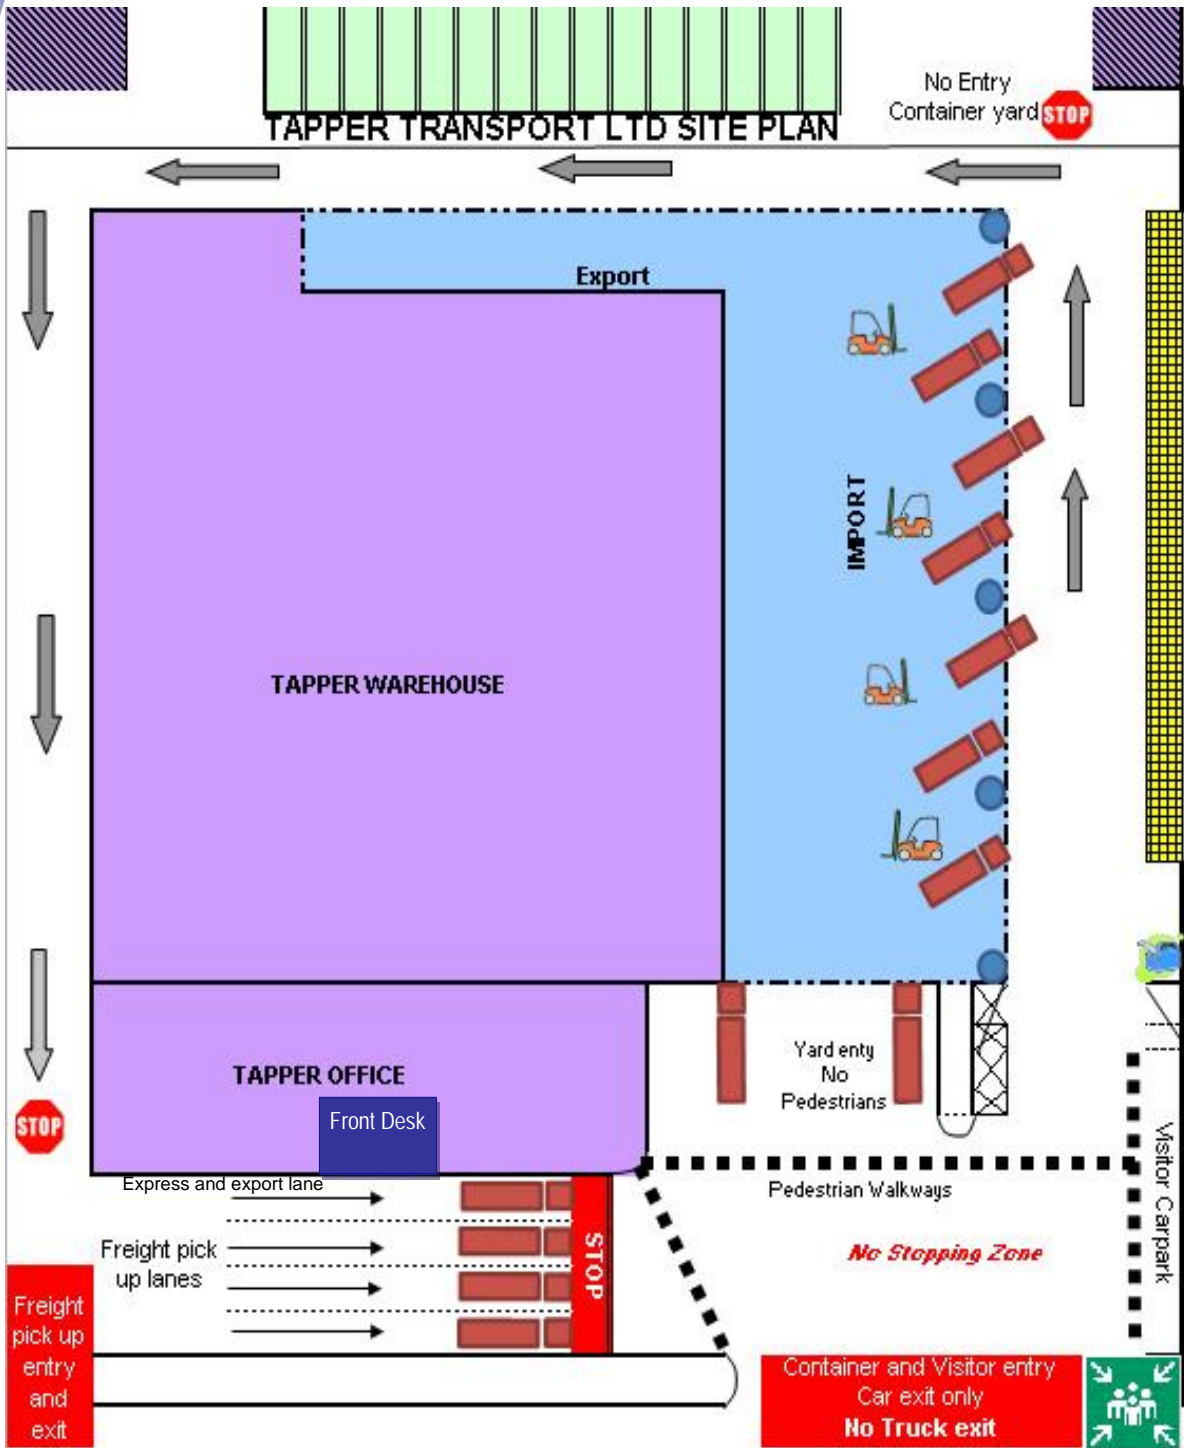 No Entry
Container yard
STOP
TAPPER TRANSPORT LTD SITE PLAN
Export
IMPORT
TAPPER WAREHOUSE
Yard enty
No
Pedestrians
TAPPER OFFICE
Front Desk
STOP
Visitor Carpark
Express and export lane
Pedestrian Walkways
Freight pick
up lanes
STOP
No Stopping Zone
Freight
pick up
entry
and
exit
Container and Visitor entry
Car exit only
No Truck exit